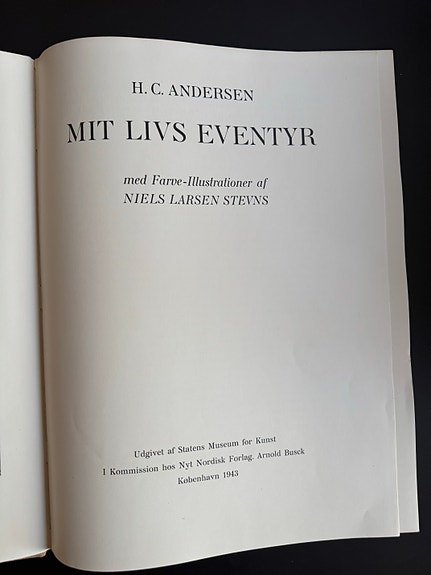 H. C. ANDERSEN
MIT LIVS EVENTYR
med Farve-Illustrationer af
NIELS LARSEN STEVNS
Udgivet af Statens Museum for Kunst
I Kommission hos Nyt Nordisk Forlag. Arnold Busck
København 1943